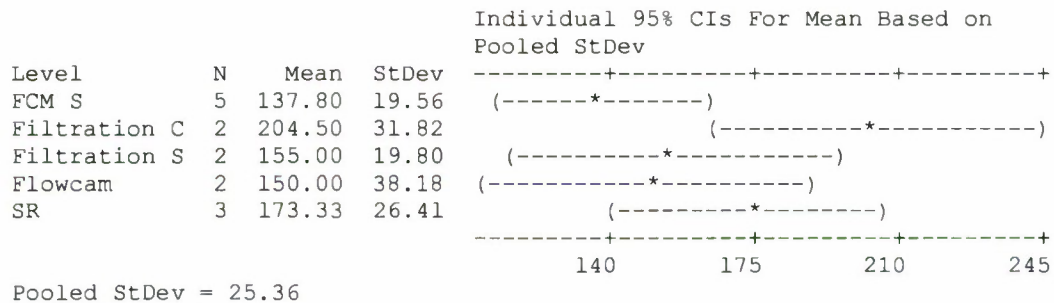 Individual 95% CIs For Mean Based on
Pooled StDev
Level N Mean StDev ---------+---------+---------+---------+
FCM S 5 137.80 19.56 (------*-------)
Filtration C 2 204.50 31.82 (----------*-----------)
Filtration S 2 155.00 19.80 (----------*-----------)
Flowcam 2 150.00 38.18 (-----------*----------)
SR 3 173.33 26.41 (---------*--------)
---------+---------+---------+---------+
140 175 210 245
Pooled StDev = 25.36